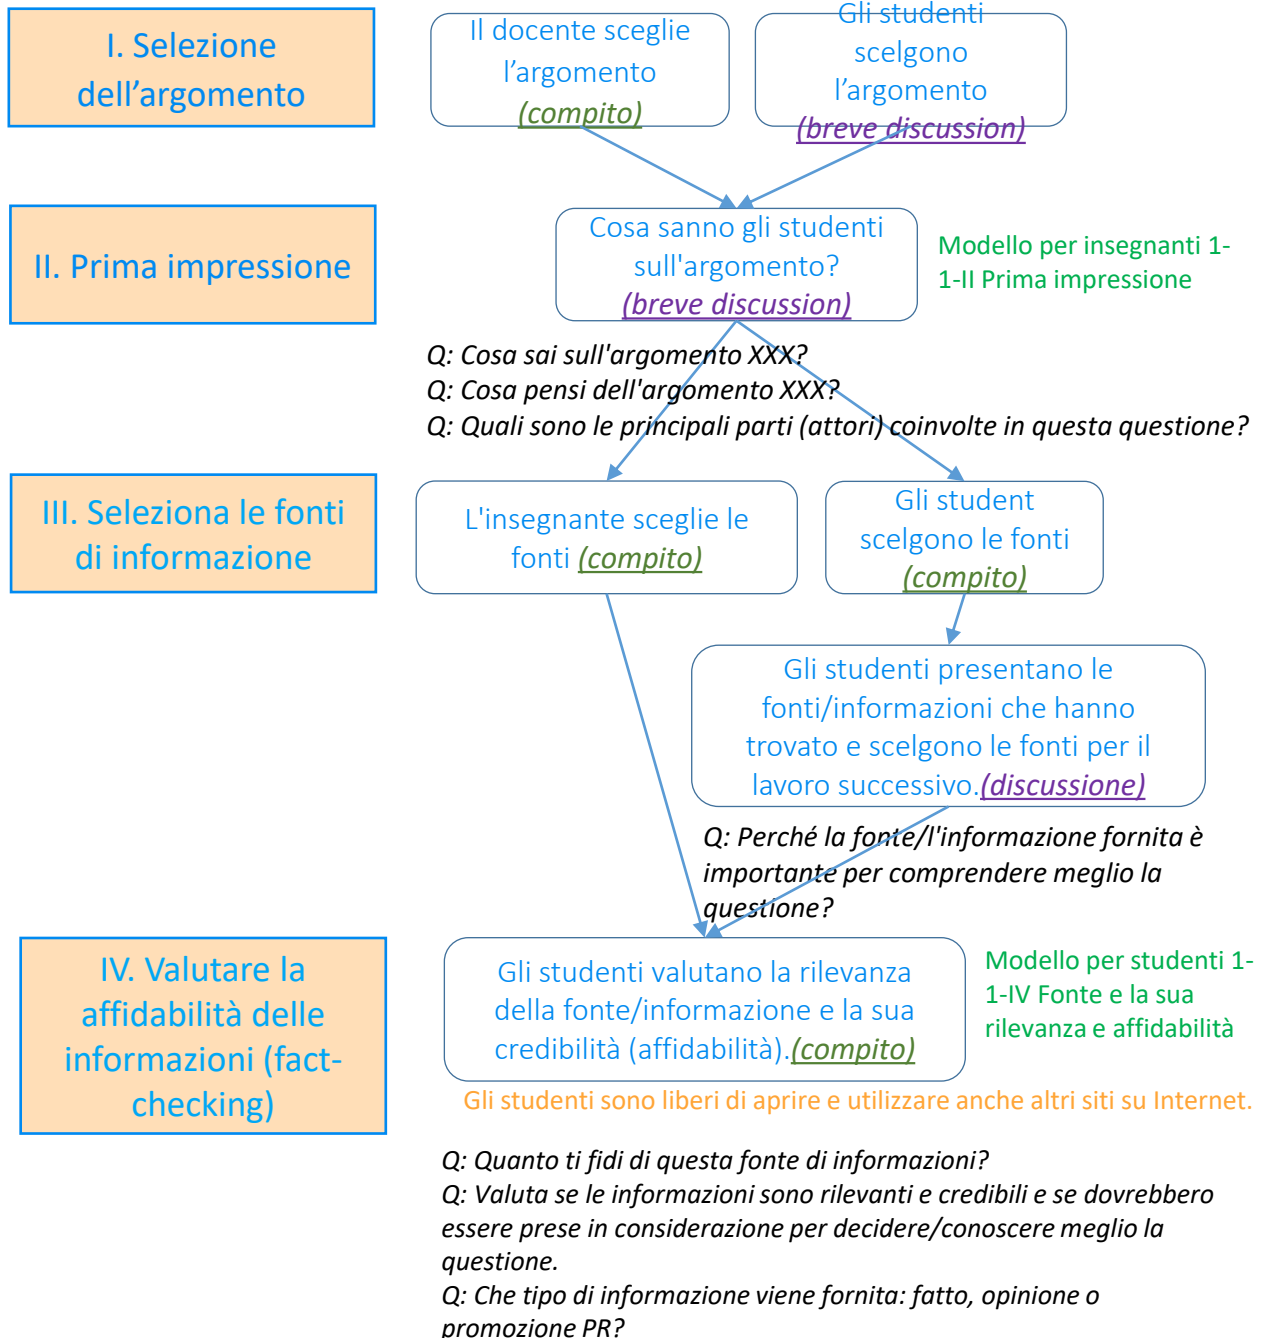 I. Selezione
dell’argomento
Il docente sceglie
l’argomento
(compito)
Gli studenti
scelgono
l’argomento
(breve discussion)
II. Prima impressione
Cosa sanno gli studenti
sull'argomento?
(breve discussion)
Modello per insegnanti 1-
1-II Prima impressione
Q: Cosa sai sull'argomento XXX?
Q: Cosa pensi dell'argomento XXX?
Q: Quali sono le principali parti (attori) coinvolte in questa questione?
III. Seleziona le fonti
di informazione
L'insegnante sceglie le
fonti (compito)
Gli student
scelgono le fonti
(compito)
Gli studenti presentano le
fonti/informazioni che hanno
trovato e scelgono le fonti per il
lavoro successivo.(discussione)
Q: Perché la fonte/l'informazione fornita è
importante per comprendere meglio la
questione?
IV. Valutare la
affidabilità delle
informazioni (fact-
checking)
Gli studenti valutano la rilevanza
della fonte/informazione e la sua
credibilità (affidabilità).(compito)
Modello per studenti 1-
1-IV Fonte e la sua
rilevanza e affidabilità
Gli studenti sono liberi di aprire e utilizzare anche altri siti su Internet.
Q: Quanto ti fidi di questa fonte di informazioni?
Q: Valuta se le informazioni sono rilevanti e credibili e se dovrebbero
essere prese in considerazione per decidere/conoscere meglio la
questione.
Q: Che tipo di informazione viene fornita: fatto, opinione o
promozione PR?